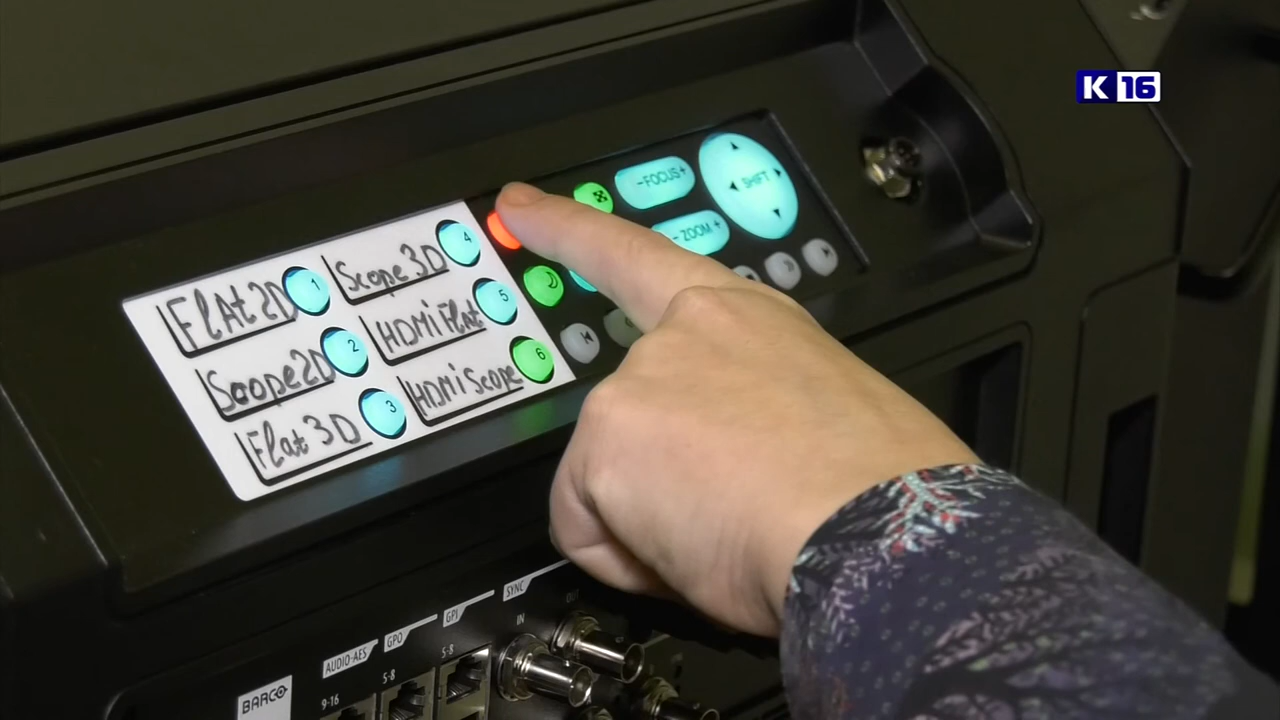 K 16
FlAt 2D 1
Scope 3D 4
Scope 2D 2
HDMi Flat 5
Flat 3D 3
HDMi Scope 6
-FOCUS+
- ZOOM +
SHIFT
AUDIO-AES
GPO
GPI
SYNC
9-16
5-8
5-8
IN
OUT
BARCO